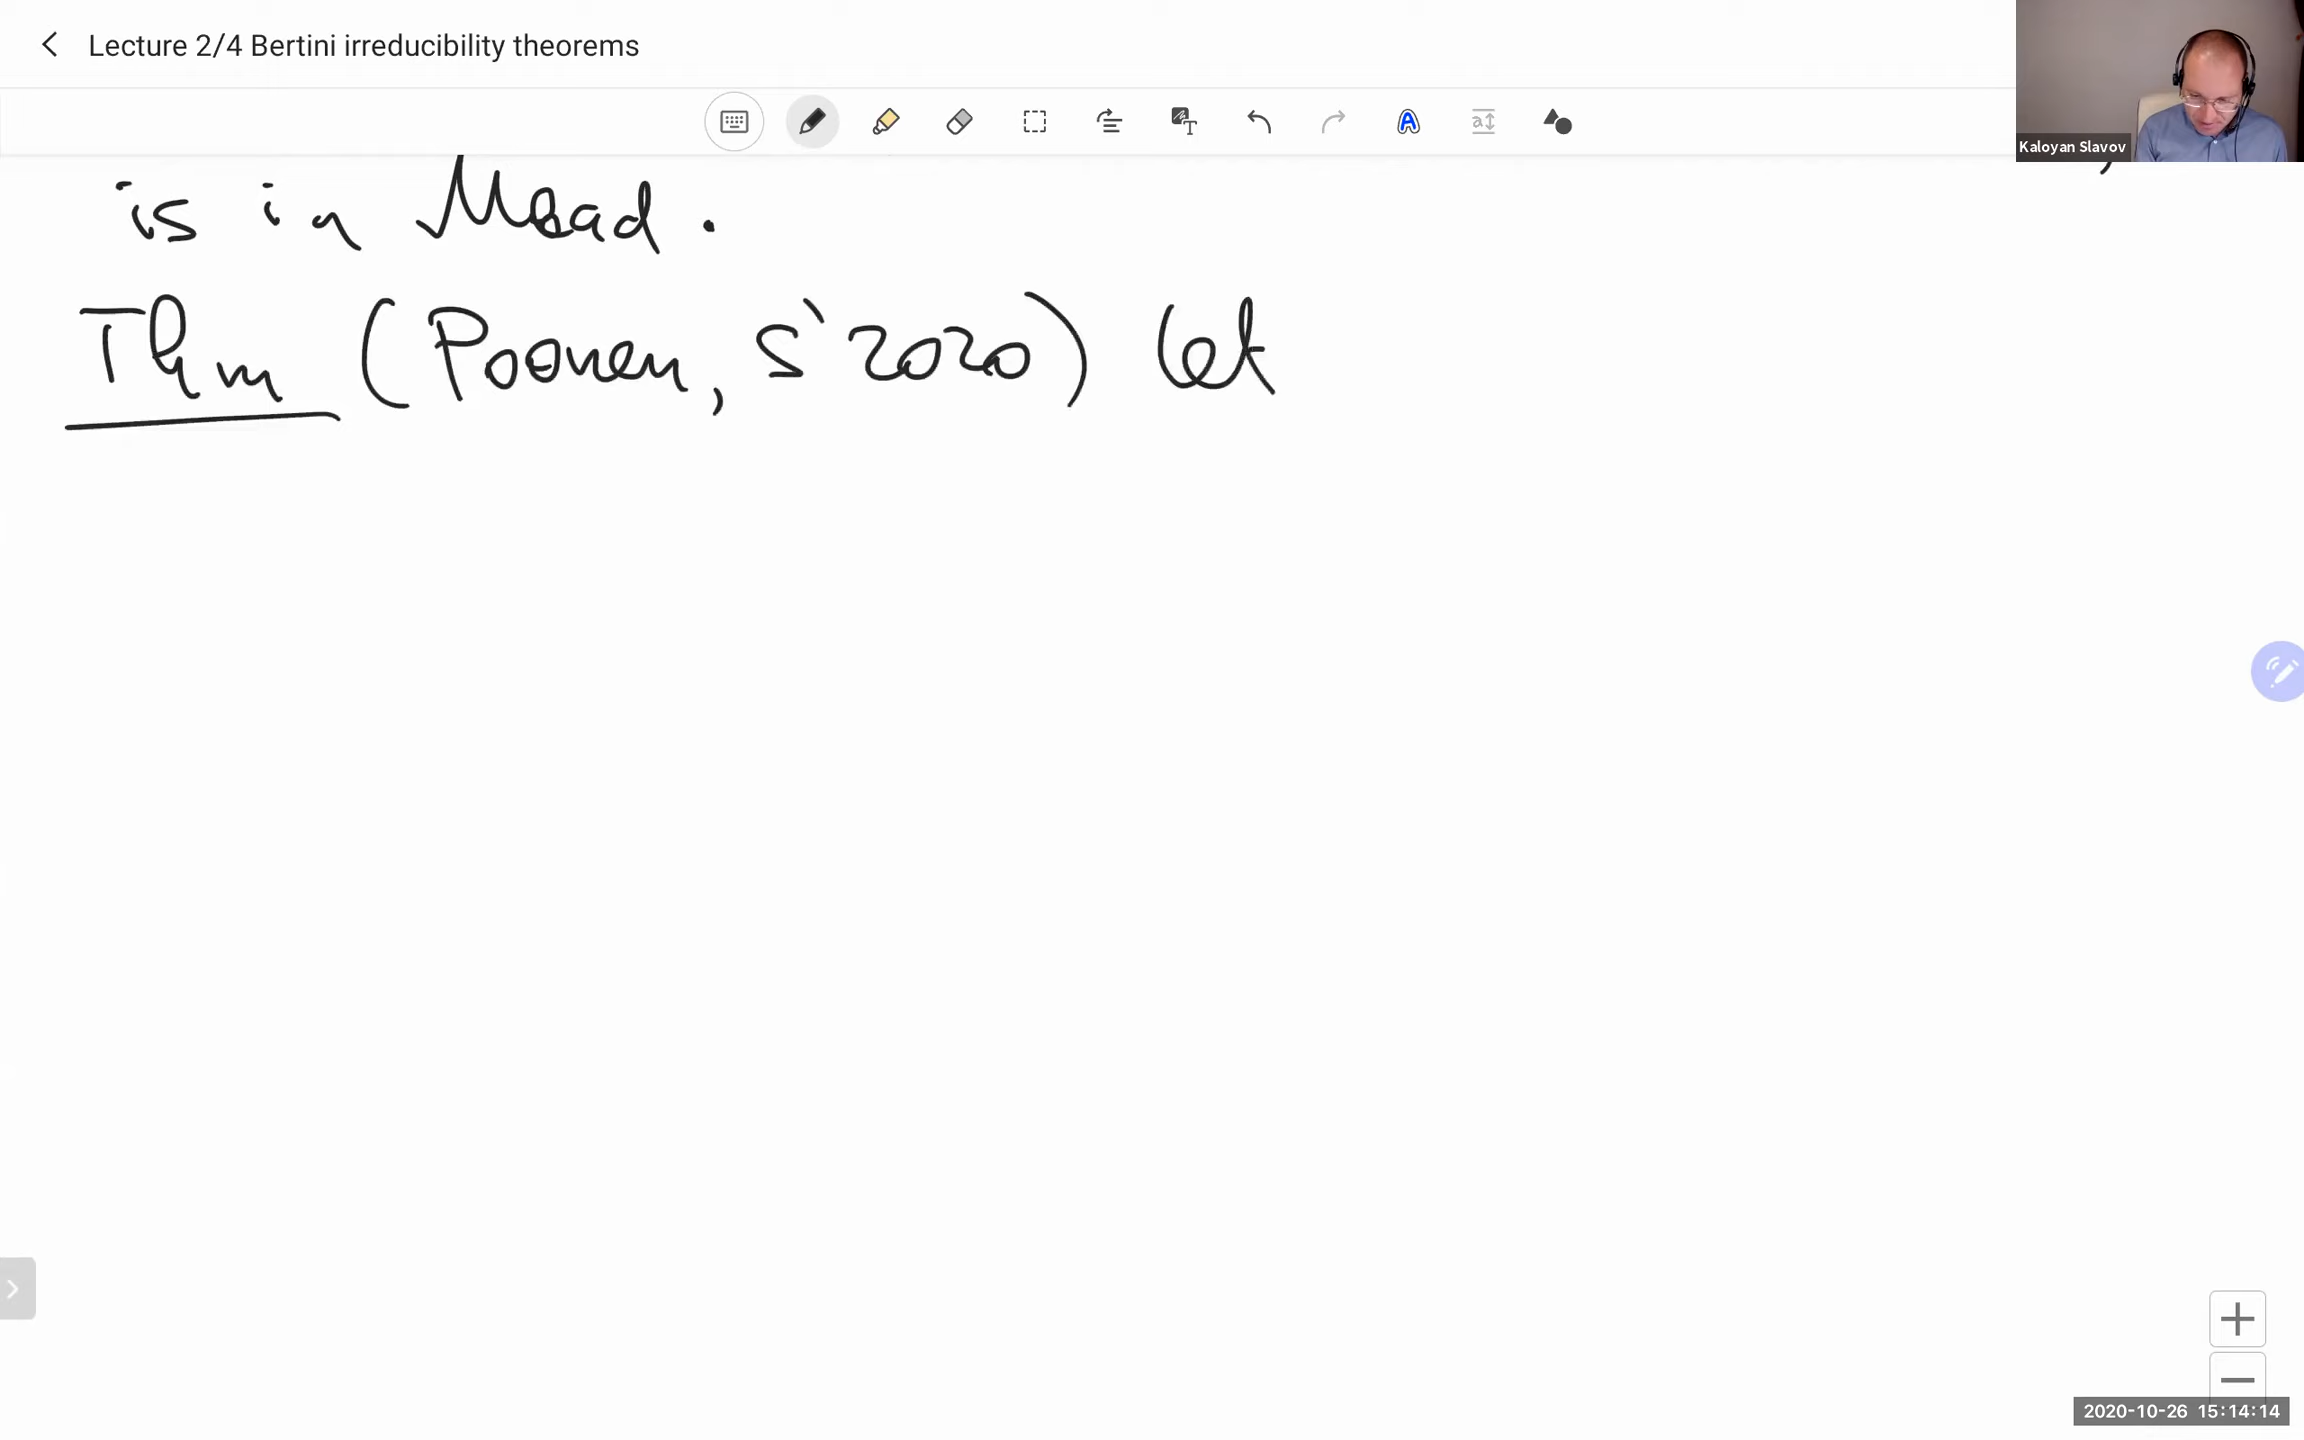 Lecture 2/4 Bertini irreducibility theorems
Kaloyan Slavov
is in Mbad.
Thm (Poonen, S' 2020) let
2020-10-26 15:14:14